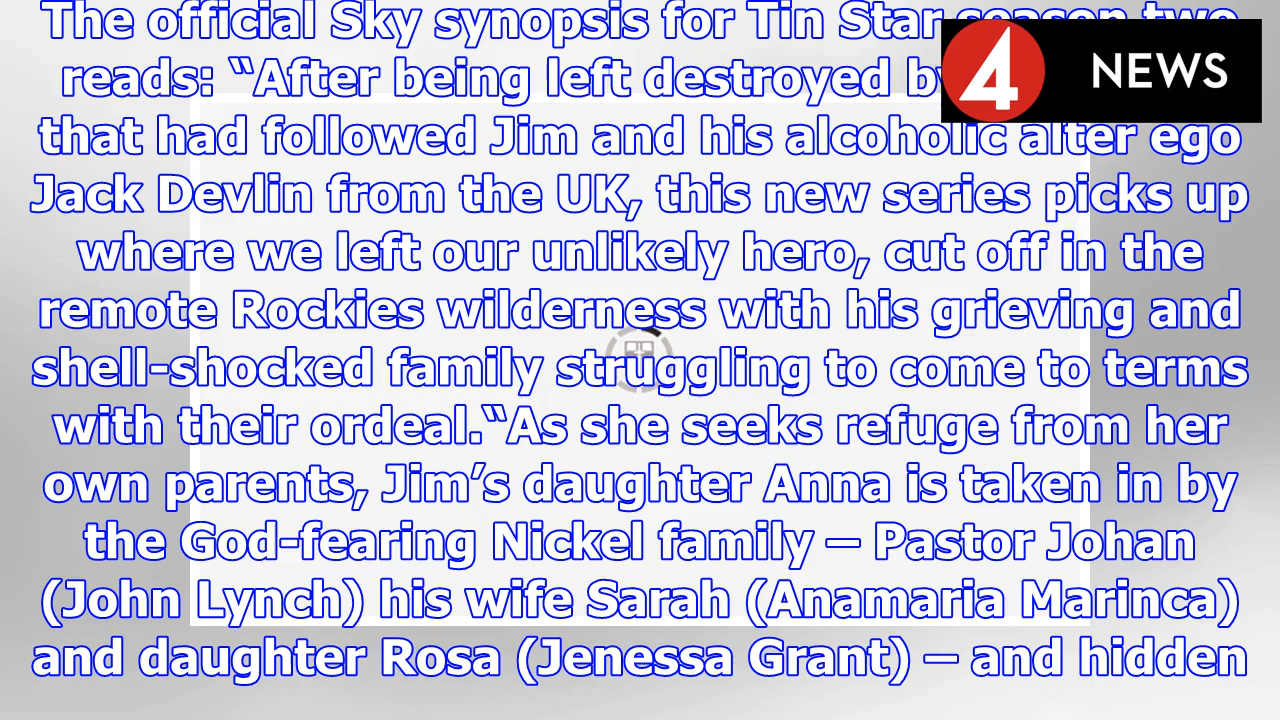 The official Sky synopsis for Tin Star season two
reads: “After being left destroyed b
that had followed Jim and his alcoholic alter ego
Jack Devlin from the UK, this new series picks up
where we left our unlikely hero, cut off in the
remote Rockies wilderness with his grieving and
shell-shocked family struggling to come to terms
with their ordeal.“As she seeks refuge from her
own parents, Jim’s daughter Anna is taken in by
the God-fearing Nickel family – Pastor Johan
(John Lynch) his wife Sarah (Anamaria Marinca)
and daughter Rosa (Jenessa Grant) – and hidden
4 NEWS